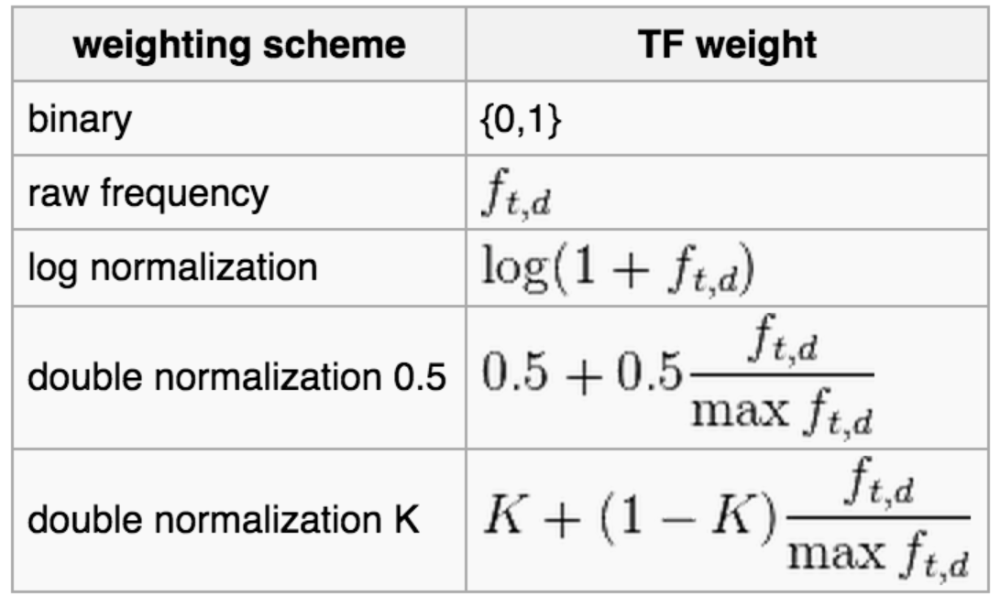 weighting scheme TF weight
binary {0,1}
raw frequency f_{t,d}
log normalization log(1 + f_{t,d})
double normalization 0.5 0.5 + 0.5 \frac{f_{t,d}}{\max f_{t,d}}
double normalization K K + (1 − K) \frac{f_{t,d}}{\max f_{t,d}}